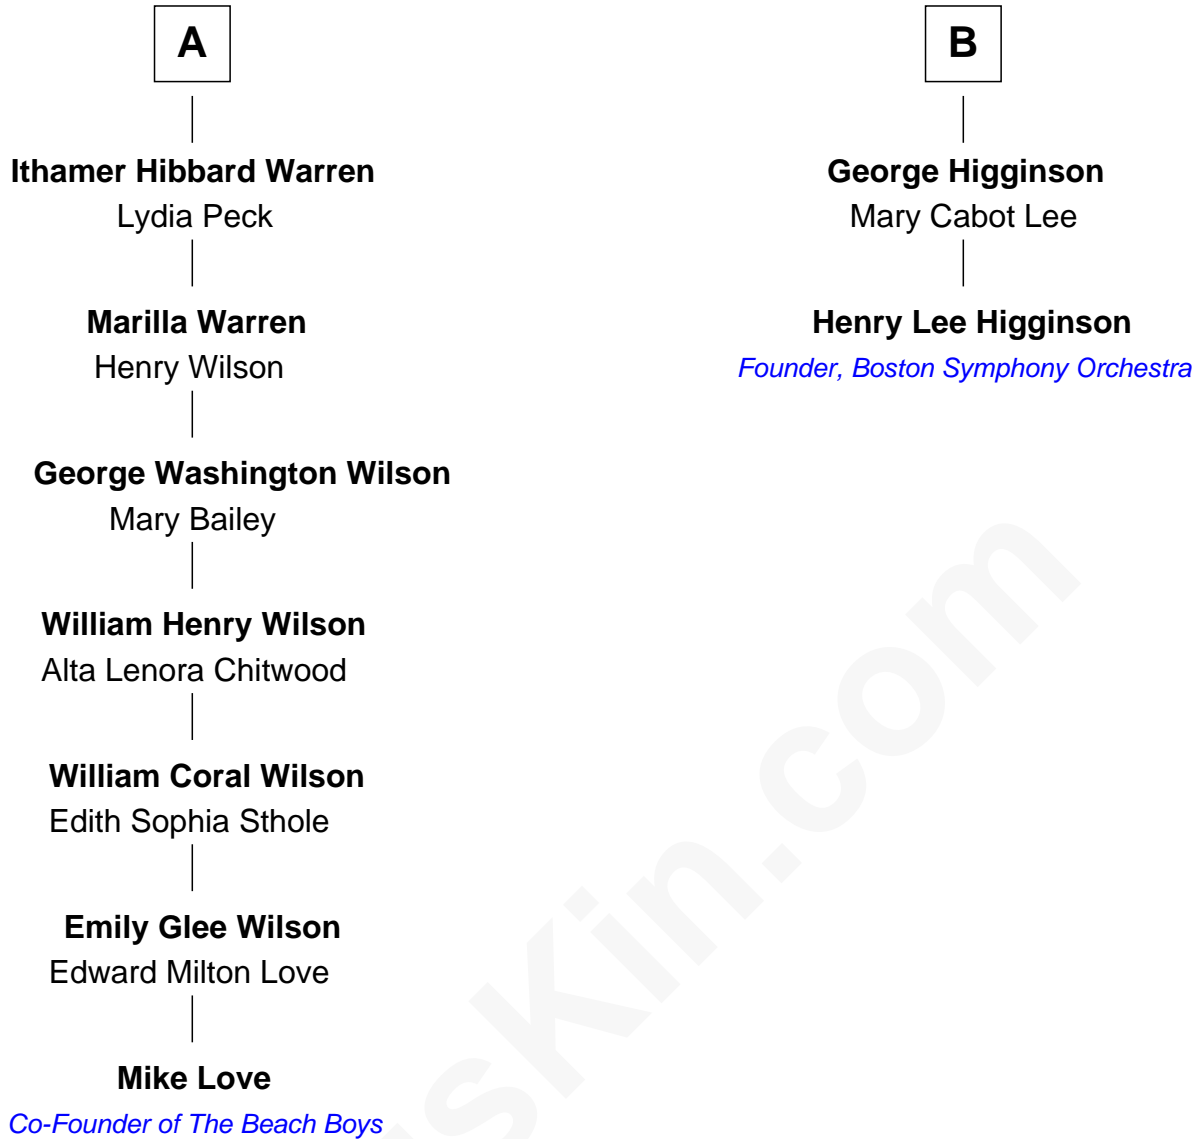 A
Ithamer Hibbard Warren
Lydia Peck
Marilla Warren
Henry Wilson
George Washington Wilson
Mary Bailey
William Henry Wilson
Alta Lenora Chitwood
William Coral Wilson
Edith Sophia Sthole
Emily Glee Wilson
Edward Milton Love
Mike Love
Co-Founder of The Beach Boys
B
George Higginson
Mary Cabot Lee
Henry Lee Higginson
Founder, Boston Symphony Orchestra